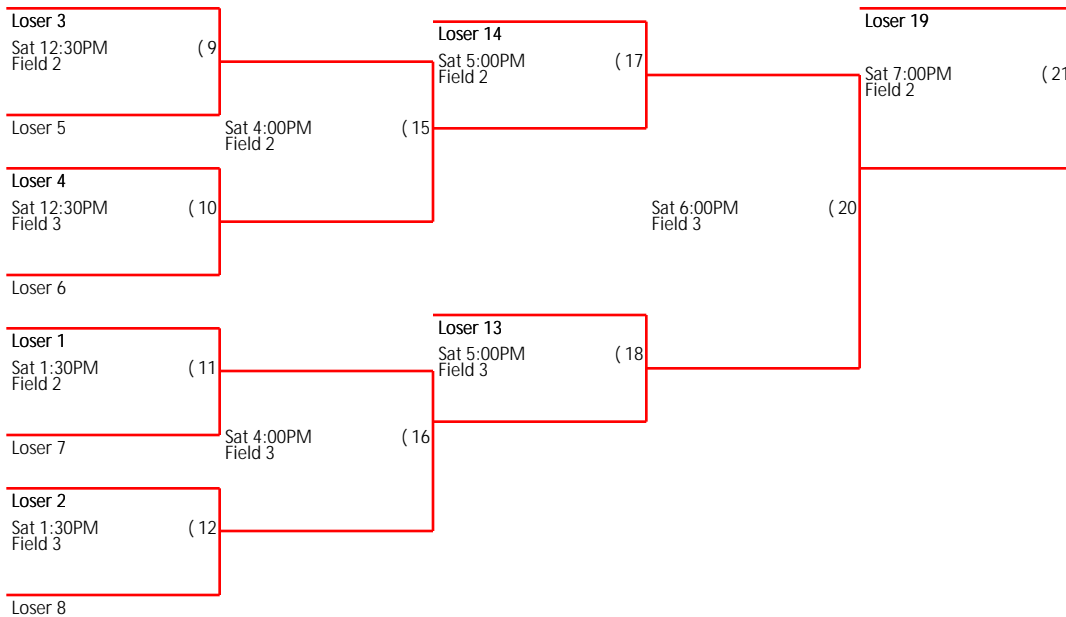 Loser 3
Sat 12:30PM (9
Field 2
Loser 5
Loser 4
Sat 12:30PM (10
Field 3
Loser 6
Loser 1
Sat 1:30PM (11
Field 2
Loser 7
Loser 2
Sat 1:30PM (12
Field 3
Loser 8
Sat 4:00PM (15
Field 2
Sat 4:00PM (16
Field 3
Loser 14
Sat 5:00PM (17
Field 2
Loser 13
Sat 5:00PM (18
Field 3
Sat 6:00PM (20
Field 3
Loser 19
Sat 7:00PM (21
Field 2